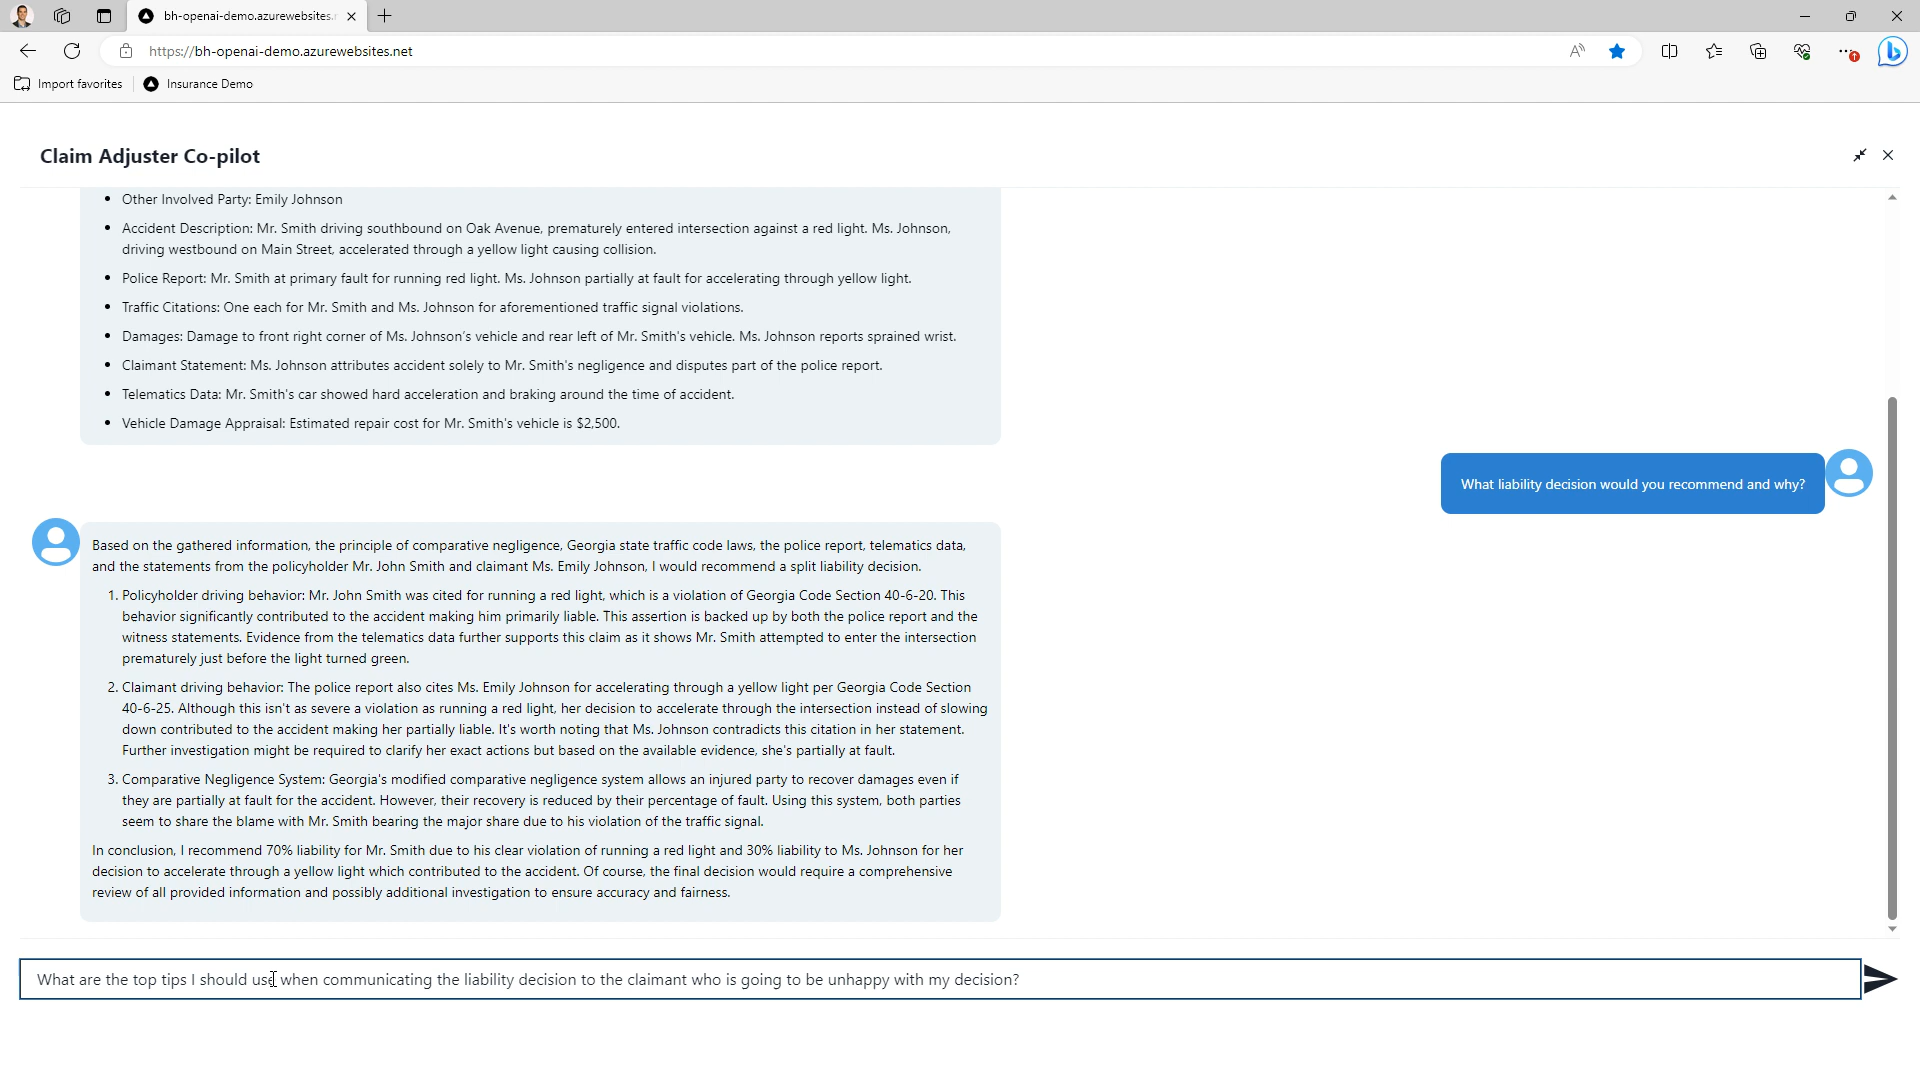 bh-openai-demo.azurewebsites.
https://bh-openai-demo.azurewebsites.net
Import favorites
Insurance Demo
Claim Adjuster Co-pilot
• Other Involved Party: Emily Johnson
• Accident Description: Mr. Smith driving southbound on Oak Avenue, prematurely entered intersection against a red light. Ms. Johnson,
driving westbound on Main Street, accelerated through a yellow light causing collision.
• Police Report: Mr. Smith at primary fault for running red light. Ms. Johnson partially at fault for accelerating through yellow light.
• Traffic Citations: One each for Mr. Smith and Ms. Johnson for aforementioned traffic signal violations.
• Damages: Damage to front right corner of Ms. Johnson's vehicle and rear left of Mr. Smith's vehicle. Ms. Johnson reports sprained wrist.
• Claimant Statement: Ms. Johnson attributes accident solely to Mr. Smith's negligence and disputes part of the police report.
• Telematics Data: Mr. Smith's car showed hard acceleration and braking around the time of accident.
• Vehicle Damage Appraisal: Estimated repair cost for Mr. Smith's vehicle is $2,500.
What liability decision would you recommend and why?
Based on the gathered information, the principle of comparative negligence, Georgia state traffic code laws, the police report, telematics data,
and the statements from the policyholder Mr. John Smith and claimant Ms. Emily Johnson, I would recommend a split liability decision.
1. Policyholder driving behavior: Mr. John Smith was cited for running a red light, which is a violation of Georgia Code Section 40-6-20. This
behavior significantly contributed to the accident making him primarily liable. This assertion is backed up by both the police report and the
witness statements. Evidence from the telematics data further supports this claim as it shows Mr. Smith attempted to enter the intersection
prematurely just before the light turned green.
2. Claimant driving behavior: The police report also cites Ms. Emily Johnson for accelerating through a yellow light per Georgia Code Section
40-6-25. Although this isn't as severe a violation as running a red light, her decision to accelerate through the intersection instead of slowing
down contributed to the accident making her partially liable. It's worth noting that Ms. Johnson contradicts this citation in her statement.
Further investigation might be required to clarify her exact actions but based on the available evidence, she's partially at fault.
3. Comparative Negligence System: Georgia's modified comparative negligence system allows an injured party to recover damages even if
they are partially at fault for the accident. However, their recovery is reduced by their percentage of fault. Using this system, both parties
seem to share the blame with Mr. Smith bearing the major share due to his violation of the traffic signal.
In conclusion, I recommend 70% liability for Mr. Smith due to his clear violation of running a red light and 30% liability to Ms. Johnson for her
decision to accelerate through a yellow light which contributed to the accident. Of course, the final decision would require a comprehensive
review of all provided information and possibly additional investigation to ensure accuracy and fairness.
What are the top tips I should use when communicating the liability decision to the claimant who is going to be unhappy with my decision?